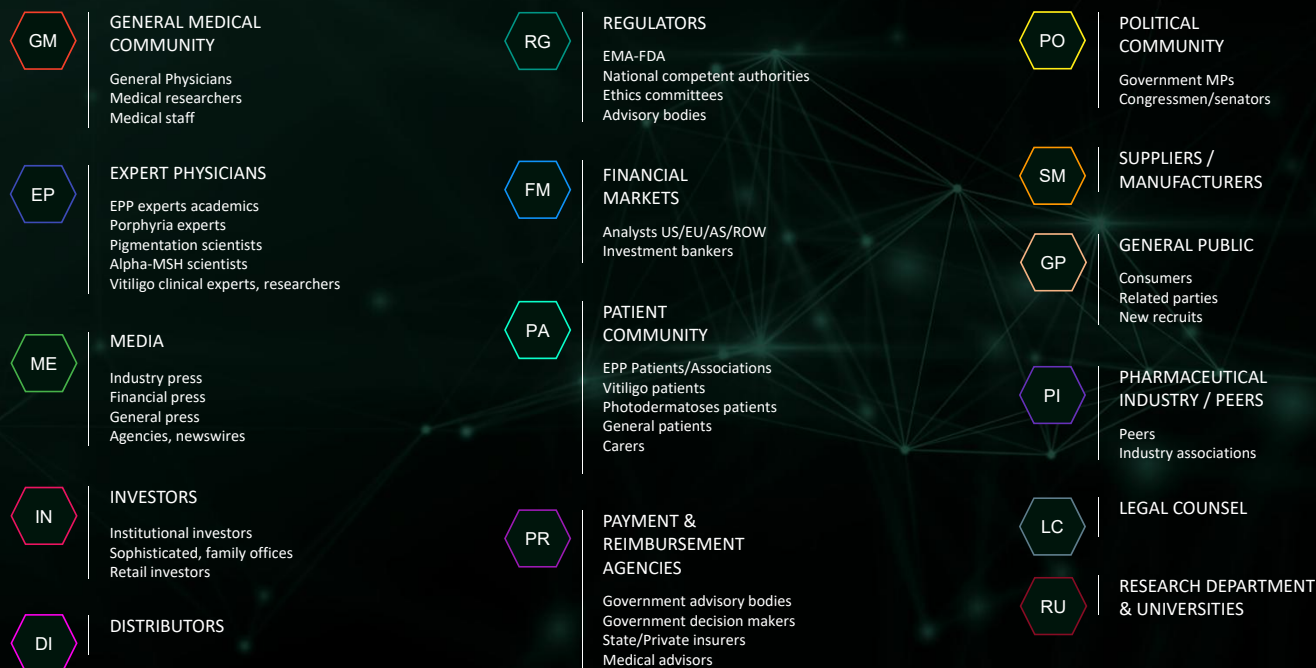 GM
GENERAL MEDICAL
COMMUNITY
General Physicians
Medical researchers
Medical staff
EP
EXPERT PHYSICIANS
EPP experts academics
Porphyria experts
Pigmentation scientists
Alpha-MSH scientists
Vitiligo clinical experts, researchers
ME
MEDIA
Industry press
Financial press
General press
Agencies, newswires
IN
INVESTORS
Institutional investors
Sophisticated, family offices
Retail investors
DI
DISTRIBUTORS
RG
REGULATORS
EMA-FDA
National competent authorities
Ethics committees
Advisory bodies
FM
FINANCIAL
MARKETS
Analysts US/EU/AS/ROW
Investment bankers
PA
PATIENT
COMMUNITY
EPP Patients/Associations
Vitiligo patients
Photodermatoses patients
General patients
Carers
PR
PAYMENT &
REIMBURSEMENT
AGENCIES
Government advisory bodies
Government decision makers
State/Private insurers
Medical advisors
PO
POLITICAL
COMMUNITY
Government MPs
Congressmen/senators
SM
SUPPLIERS /
MANUFACTURERS
GP
GENERAL PUBLIC
Consumers
Related parties
New recruits
PI
PHARMACEUTICAL
INDUSTRY / PEERS
Peers
Industry associations
LC
LEGAL COUNSEL
RU
RESEARCH DEPARTMENT
& UNIVERSITIES